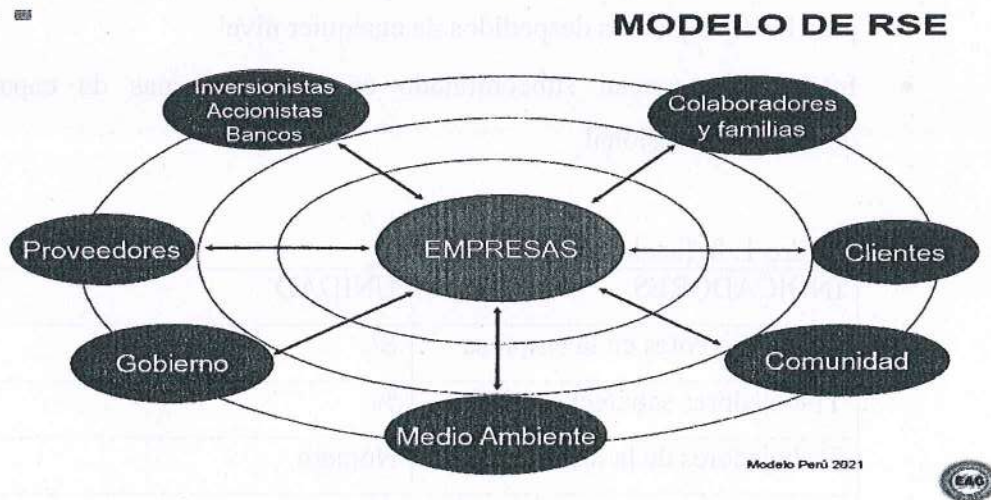 MODELO DE RSE
Inversionistas
Accionistas
Bancos
Colaboradores
y familias
Proveedores
EMPRESAS
Clientes
Gobierno
Comunidad
Medio Ambiente
Modelo Perú 2021
EAG